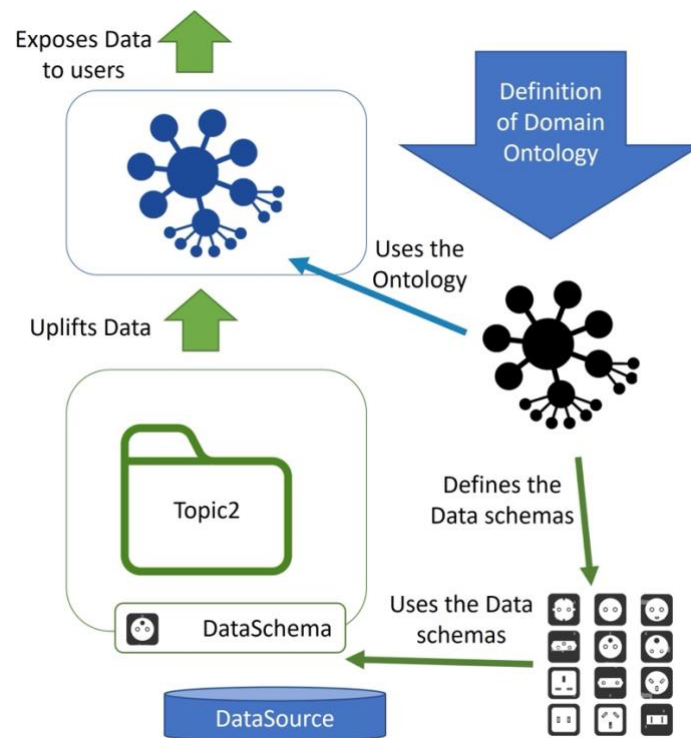 Exposes Data
to users
Definition
of Domain
Ontology
Uses the
Ontology
Uplifts Data
Topic2
Defines the
Data schemas
Uses the Data
schemas
DataSchema
DataSource